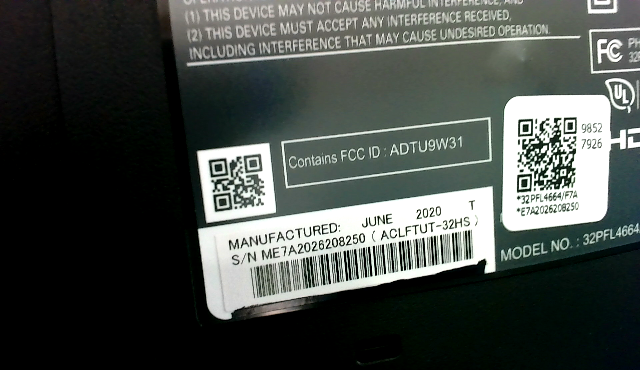 (1) THIS DEVICE MAY NOT CAUSE HARMFUL INTERFERENCE, AND
(2) THIS DEVICE MUST ACCEPT ANY INTERFERENCE RECEIVED,
INCLUDING INTERFERENCE THAT MAY CAUSE UNDESIRED OPERATION.
FC
UL
Contains FCC ID : ADTU9W31
9852
7926
*32PFL4664/F7A
*E7A2026208250
MANUFACTURED: JUNE 2020 T
S/N ME7A2026208250 ( ACLFTUT-32HS )
MODEL NO. : 32PFL4664